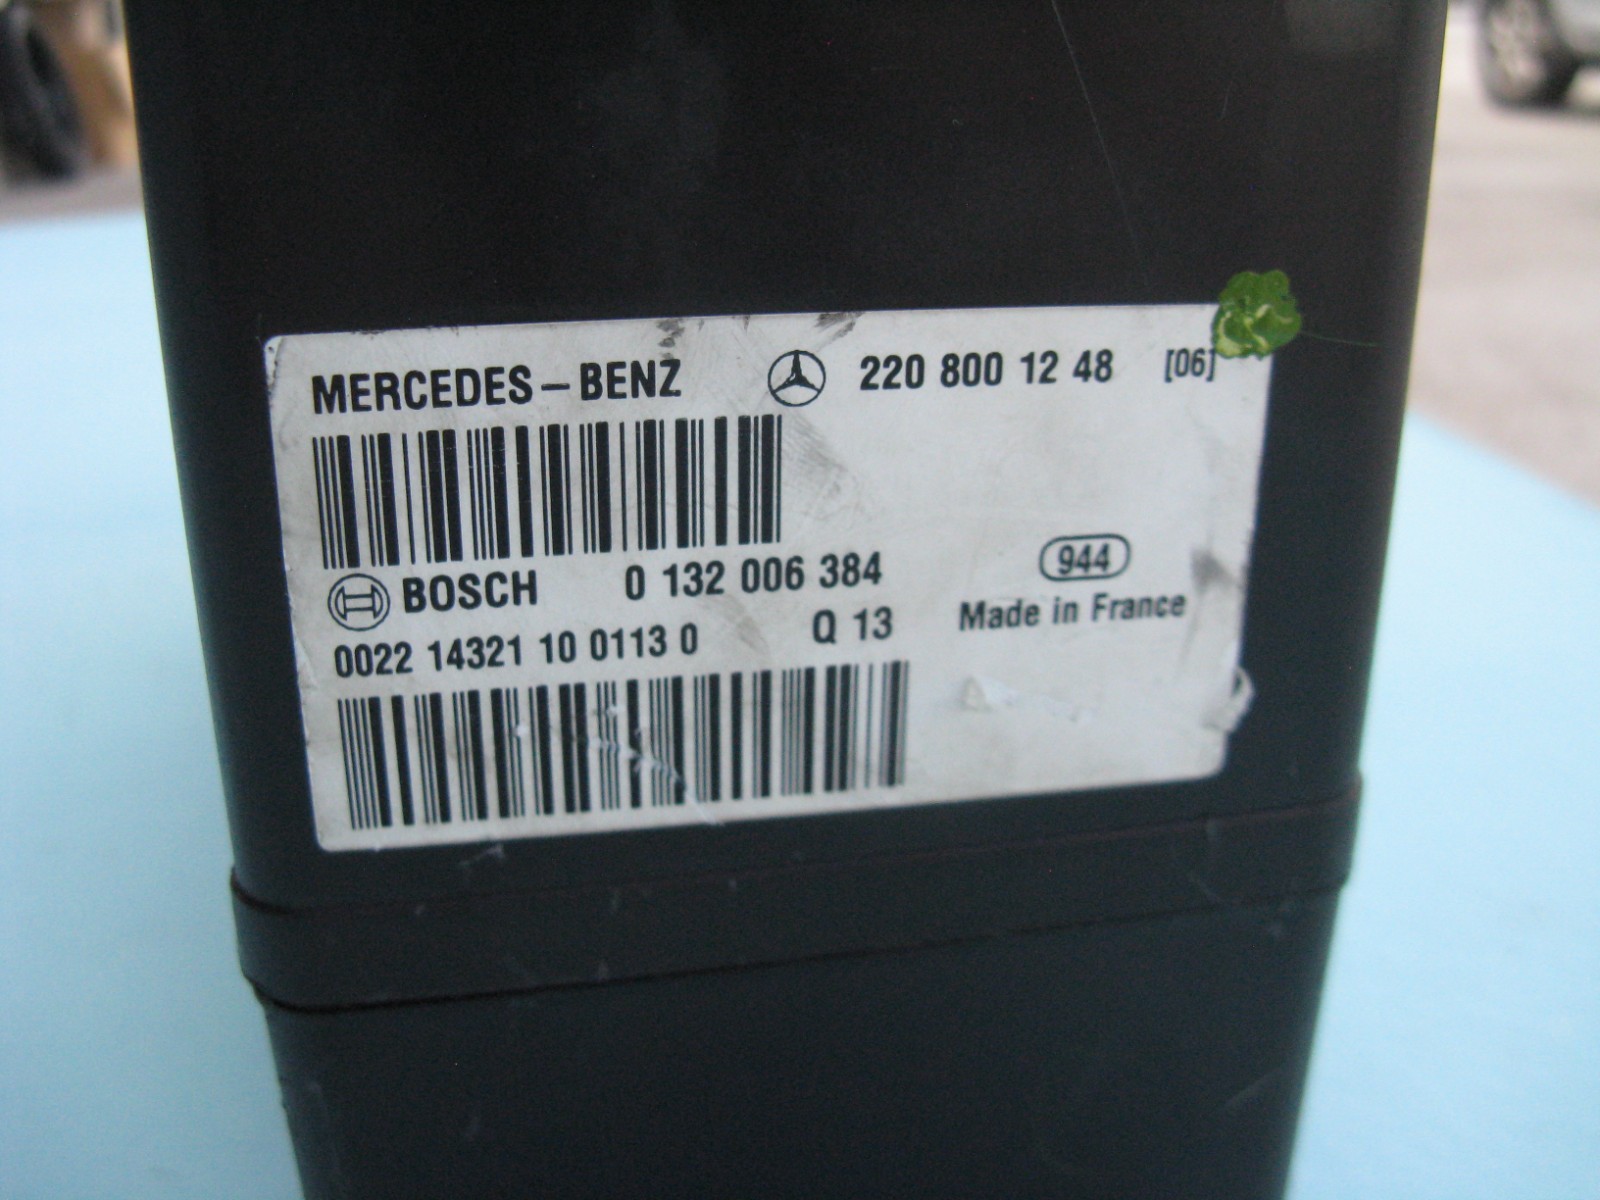 MERCEDES-BENZ 220 800 12 48 [06]
BOSCH 0 132 006 384 944
0022 14321 10 0113 0 Q 13 Made in France